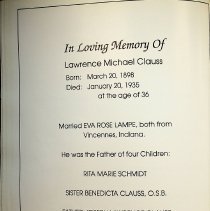 In Loving Memory Of
Lawrence Michael Clauss
Born: March 20, 1898
Died: January 20, 1935
at the age of 36
Married EVA ROSE LAMPE, both from
Vincennes, Indiana.
He was the Father of four Children:
RITA MARIE SCHMIDT
SISTER BENEDICTA CLAUSS, O.S.B.